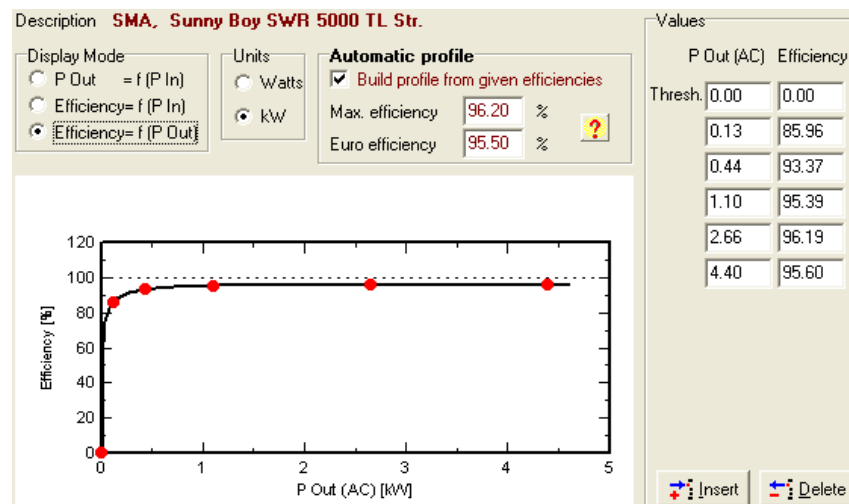 Description SMA, Sunny Boy SWR 5000 TL Str.
Display Mode
P Out = f (P In)
Efficiency= f (P In)
Efficiency= f (P Out)
Units
Watts
kW
Automatic profile
Build profile from given efficiencies
Max. efficiency 96.20 %
Euro efficiency 95.50 %
?
Values
P Out (AC) Efficiency
Thresh. 0.00 0.00
0.13 85.96
0.44 93.37
1.10 95.39
2.66 96.19
4.40 95.60
120
100
80
60
40
20
0
Efficiency [%]
0 1 2 3 4 5
P Out (AC) [kW]
Insert Delete